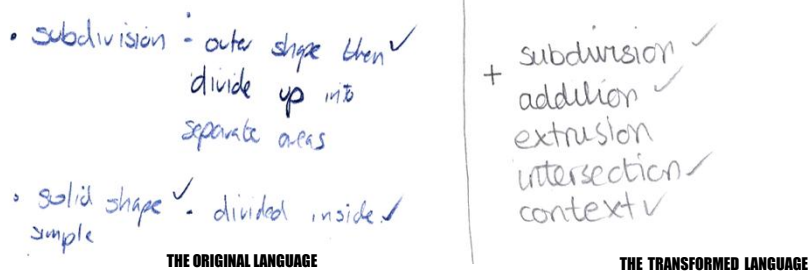 • subdivision - outer shape then ✓
divide up into
separate areas
• solid shape ✓ - divided inside ✓
simple
THE ORIGINAL LANGUAGE
+ subdivision ✓
addition ✓
extrusion
intersection ✓
context ✓
THE TRANSFORMED LANGUAGE